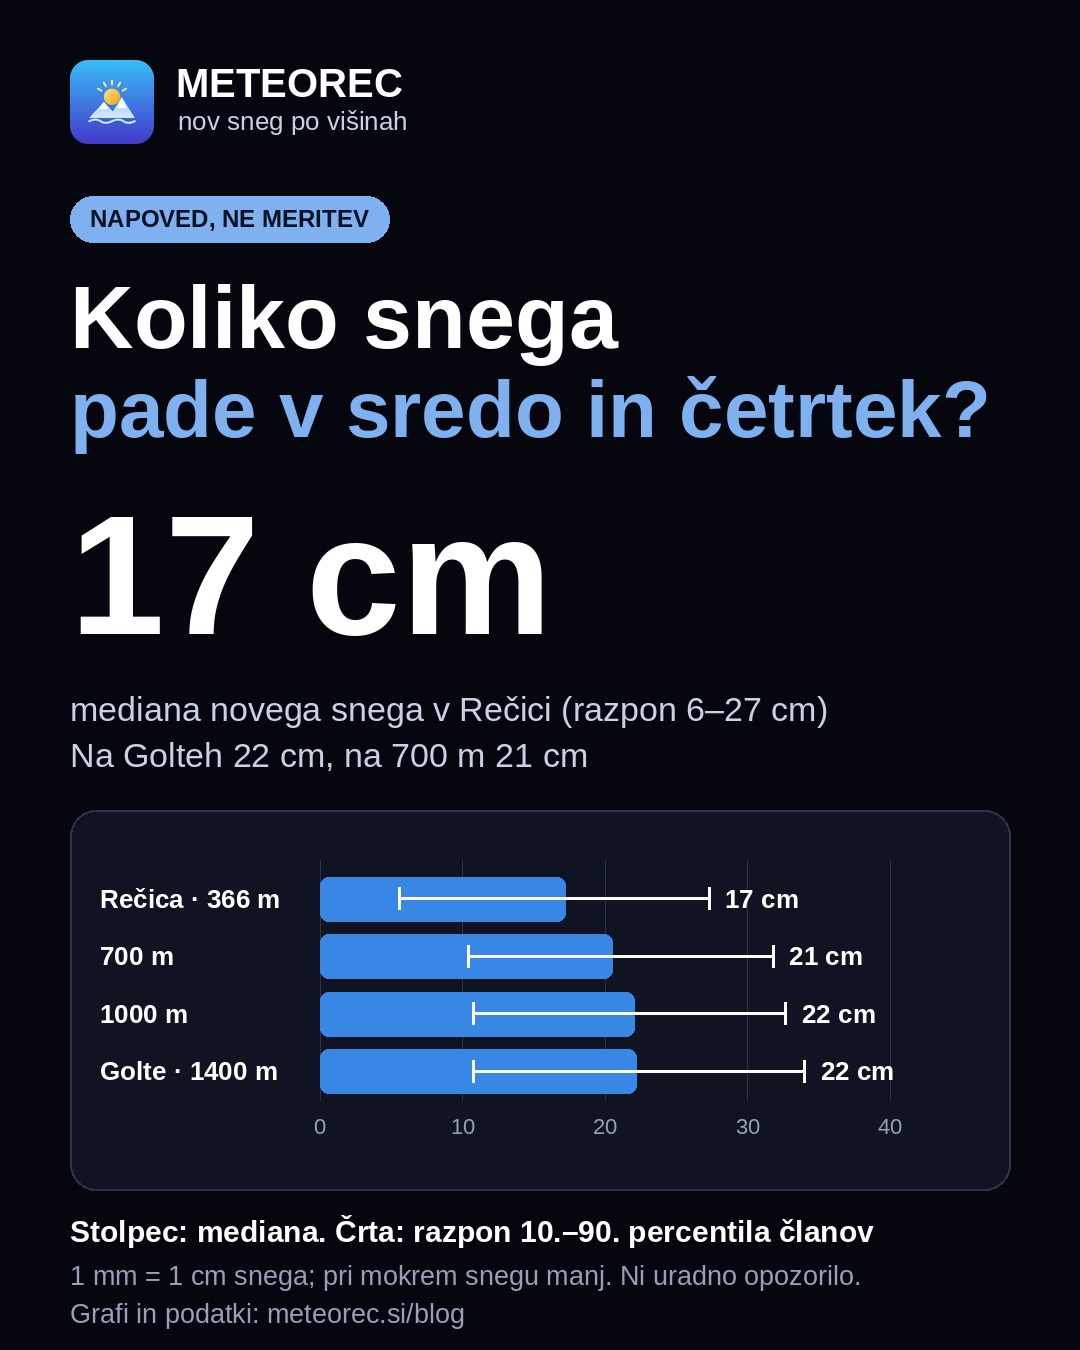 METEOREC
nov sneg po višinah
NAPOVED, NE MERITEV
Koliko snega
pade v sredo in četrtek?
17 cm
mediana novega snega v Rečici (razpon 6–27 cm)
Na Golteh 22 cm, na 700 m 21 cm
Rečica · 366 m 17 cm
700 m 21 cm
1000 m 22 cm
Golte · 1400 m 22 cm
0 10 20 30 40
Stolpec: mediana. Črta: razpon 10.–90. percentila članov
1 mm = 1 cm snega; pri mokrem snegu manj. Ni uradno opozorilo.
Grafi in podatki: meteorec.si/blog